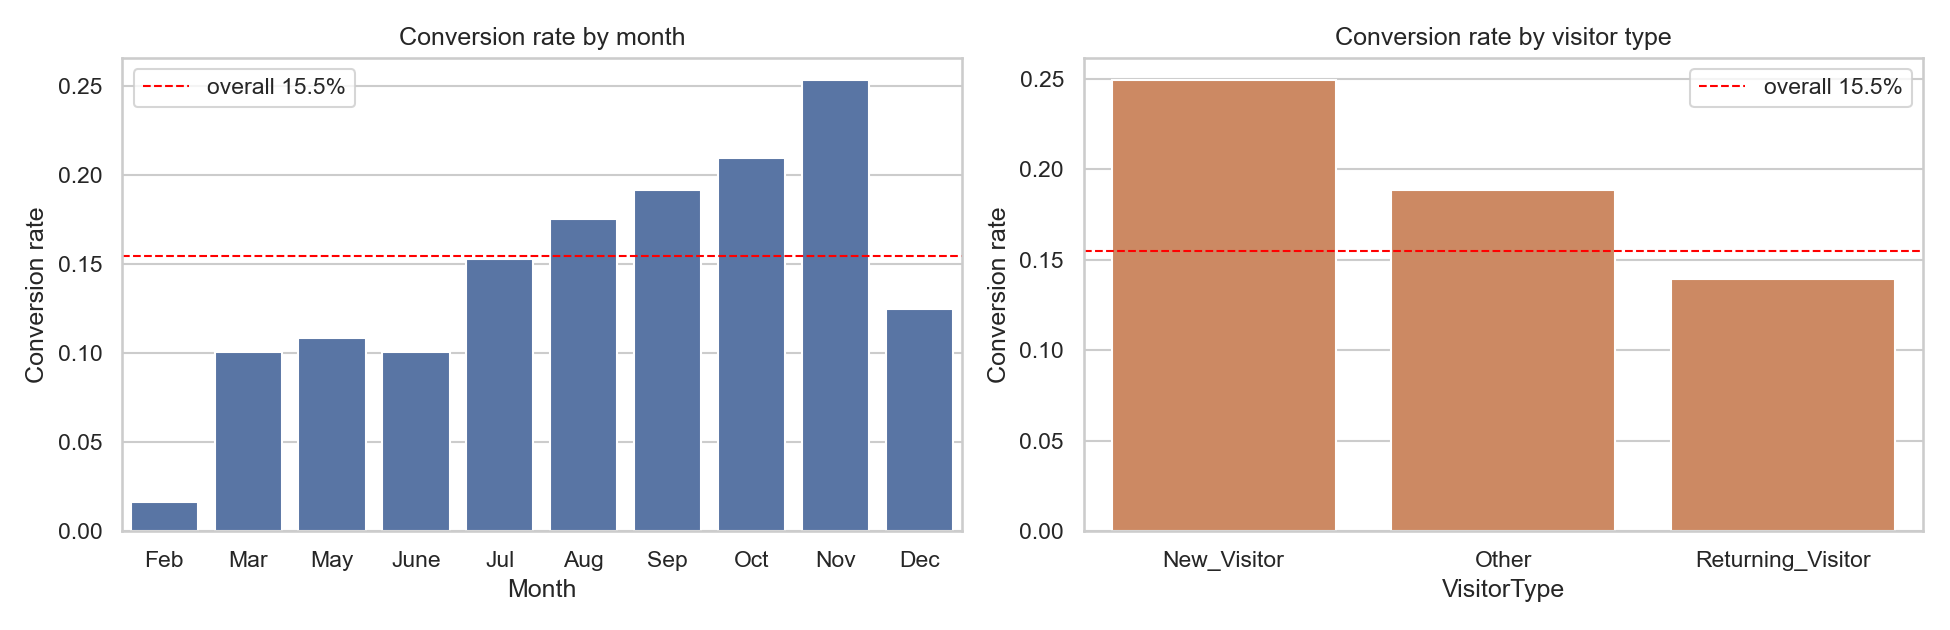 Conversion rate by month
overall 15.5%
Conversion rate
0.25
0.20
0.15
0.10
0.05
0.00
Feb Mar May June Jul Aug Sep Oct Nov Dec
Month
Conversion rate by visitor type
overall 15.5%
Conversion rate
0.25
0.20
0.15
0.10
0.05
0.00
New_Visitor Other Returning_Visitor
VisitorType